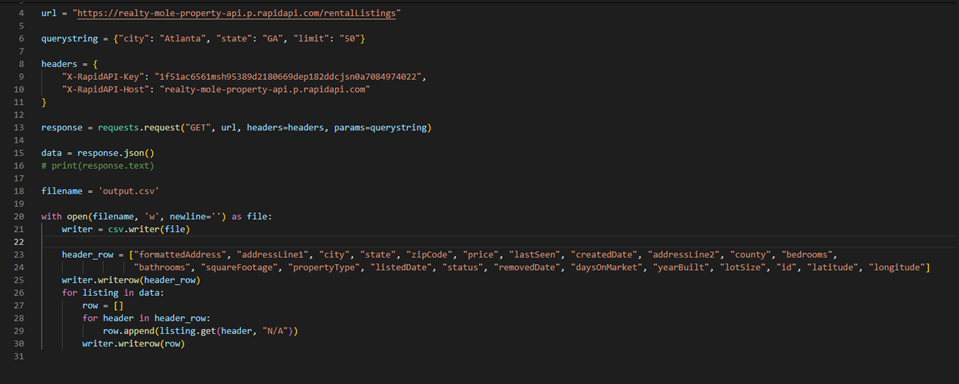 4 url = "https://realty-mole-property-api.p.rapidapi.com/rentalListings"
5
6 querystring = {"city": "Atlanta", "state": "GA", "limit": "50"}
7
8 headers = {
9     "X-RapidAPI-Key": "1f51ac6561msh95389d2180669dep182ddcjsn0a7084974022",
10     "X-RapidAPI-Host": "realty-mole-property-api.p.rapidapi.com"
11 }
12
13 response = requests.request("GET", url, headers=headers, params=querystring)
14
15 data = response.json()
16 # print(response.text)
17
18 filename = 'output.csv'
19
20 with open(filename, 'w', newline='') as file:
21     writer = csv.writer(file)
22
23     header_row = ["formattedAddress", "addressLine1", "city", "state", "zipCode", "price", "lastSeen", "createdDate", "addressLine2", "county", "bedrooms",
24                   "bathrooms", "squareFootage", "propertyType", "listedDate", "status", "removedDate", "daysOnMarket", "yearBuilt", "lotSize", "id", "latitude", "longitude"]
25     writer.writerow(header_row)
26     for listing in data:
27         row = []
28         for header in header_row:
29             row.append(listing.get(header, "N/A"))
30         writer.writerow(row)
31